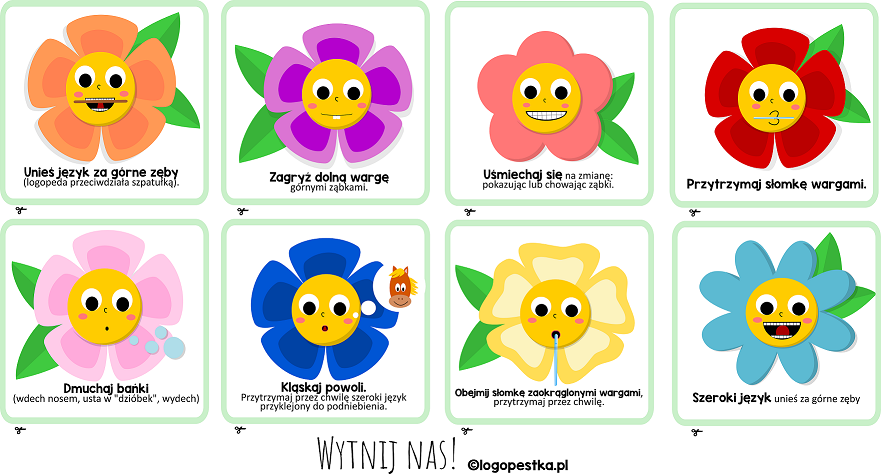 Unieś język za górne zęby
(logopeda przeciwdziała szpatułką).
Zagryź dolną wargę
górnymi ząbkami.
Uśmiechaj się na zmianę:
pokazując lub chowając ząbki.
Przytrzymaj słomkę wargami.
Dmuchaj bańki
(wdech nosem, usta w "dzióbek", wydech)
Kląskaj powoli.
Przytrzymaj przez chwilę szeroki język
przyklejony do podniebienia.
Obejmij słomkę zaokrąglonymi wargami,
przytrzymaj przez chwilę.
Szeroki język unieś za górne zęby
Wytnij nas!
©logopestka.pl